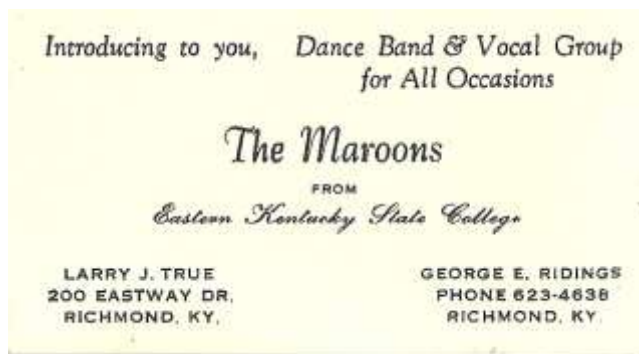 Introducing to you, Dance Band & Vocal Group
for All Occasions
The Maroons
FROM
Eastern Kentucky State College
LARRY J. TRUE
200 EASTWAY DR.
RICHMOND, KY.
GEORGE E. RIDINGS
PHONE 623-4638
RICHMOND, KY.